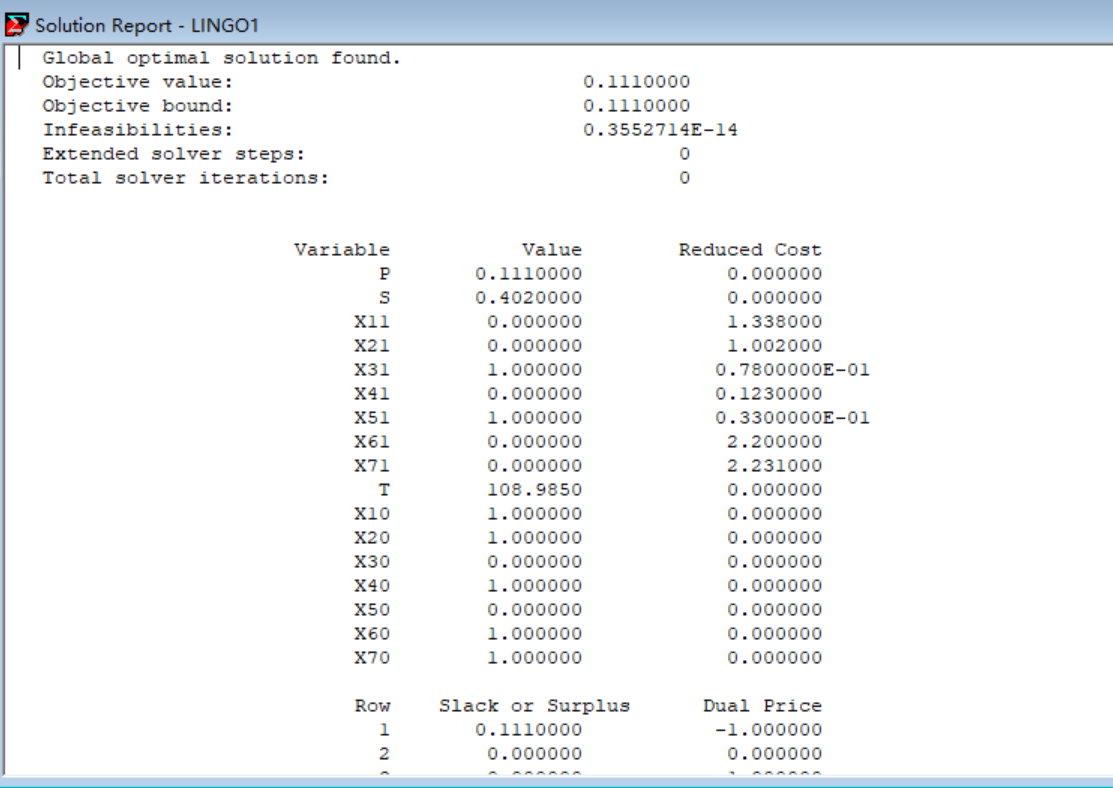 Solution Report - LINGO1
Global optimal solution found.
Objective value: 0.1110000
Objective bound: 0.1110000
Infeasibilities: 0.3552714E-14
Extended solver steps: 0
Total solver iterations: 0
Variable Value Reduced Cost
P 0.1110000 0.000000
S 0.4020000 0.000000
X11 0.000000 1.338000
X21 0.000000 1.002000
X31 1.000000 0.7800000E-01
X41 0.000000 0.1230000
X51 1.000000 0.3300000E-01
X61 0.000000 2.200000
X71 0.000000 2.231000
T 108.9850 0.000000
X10 1.000000 0.000000
X20 1.000000 0.000000
X30 0.000000 0.000000
X40 1.000000 0.000000
X50 0.000000 0.000000
X60 1.000000 0.000000
X70 1.000000 0.000000
Row Slack or Surplus Dual Price
1 0.1110000 -1.000000
2 0.000000 0.000000